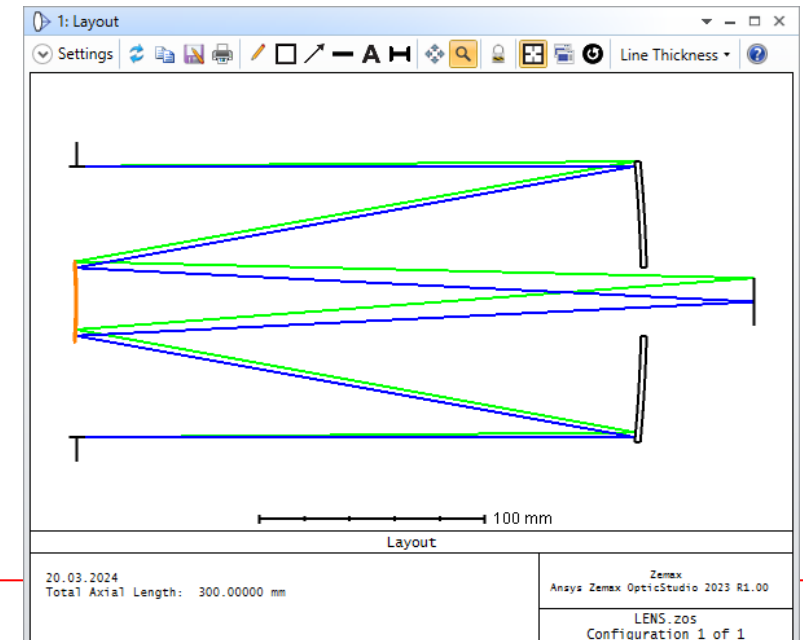 1: Layout
Settings
A
Line Thickness
100 mm
Layout
20.03.2024
Total Axial Length: 300.00000 mm
Zemax
Ansys Zemax OpticStudio 2023 R1.00
LENS.zos
Configuration 1 of 1